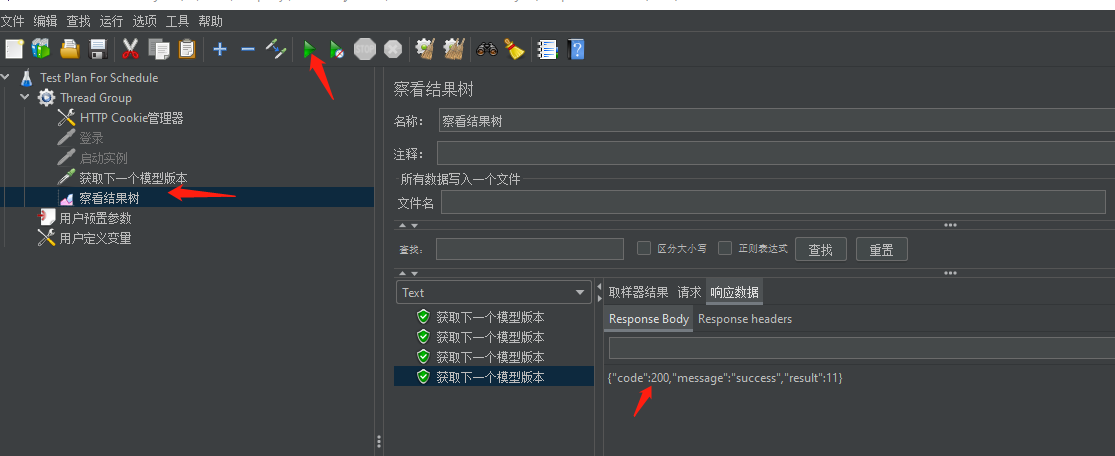 文件 编辑 查找 运行 选项 工具 帮助
STOP
Test Plan For Schedule
Thread Group
HTTP Cookie管理器
登录
启动实例
获取下一个模型版本
察看结果树
用户预置参数
用户定义变量
察看结果树
名称： 察看结果树
注释：
所有数据写入一个文件
文件名
查找: 区分大小写 正则表达式 查找 重置
Text
获取下一个模型版本
获取下一个模型版本
获取下一个模型版本
获取下一个模型版本
取样器结果 请求 响应数据
Response Body Response headers
{"code":200,"message":"success","result":11}